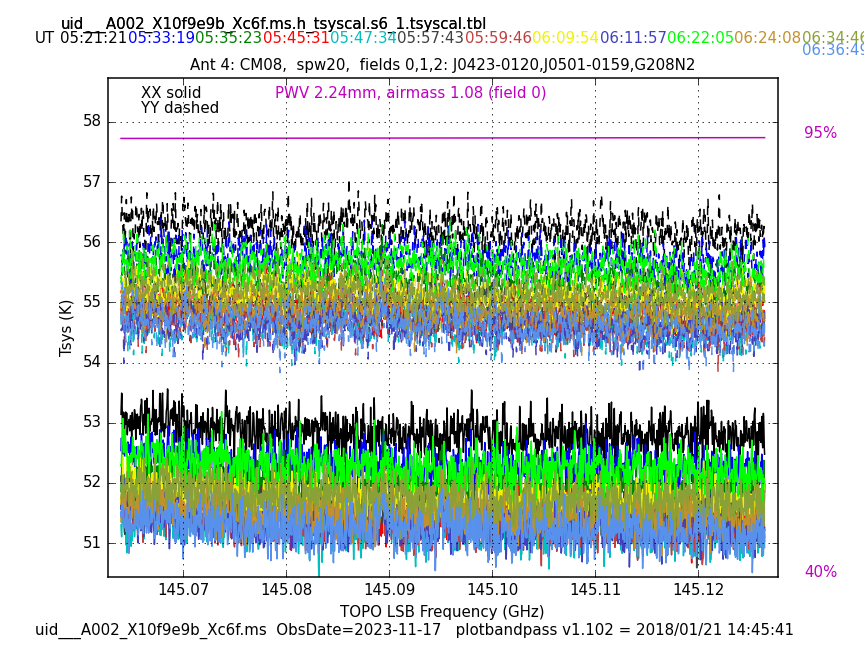 uid___A002_X10f9e9b_Xc6f.ms.h_tsyscal.s6_1.tsyscal.tbl
UT 05:21:21 05:33:19 05:35:23 05:45:31 05:47:34 05:57:43 05:59:46 06:09:54 06:11:57 06:22:05 06:24:08 06:34:46
06:36:49
Ant 4: CM08, spw20, fields 0,1,2: J0423-0120,J0501-0159,G208N2
XX solid PWV 2.24mm, airmass 1.08 (field 0)
YY dashed
58
95%
57
56
55
54
53
52
51
40%
Tsys (K)
145.07 145.08 145.09 145.10 145.11 145.12
TOPO LSB Frequency (GHz)
uid___A002_X10f9e9b_Xc6f.ms ObsDate=2023-11-17 plotbandpass v1.102 = 2018/01/21 14:45:41